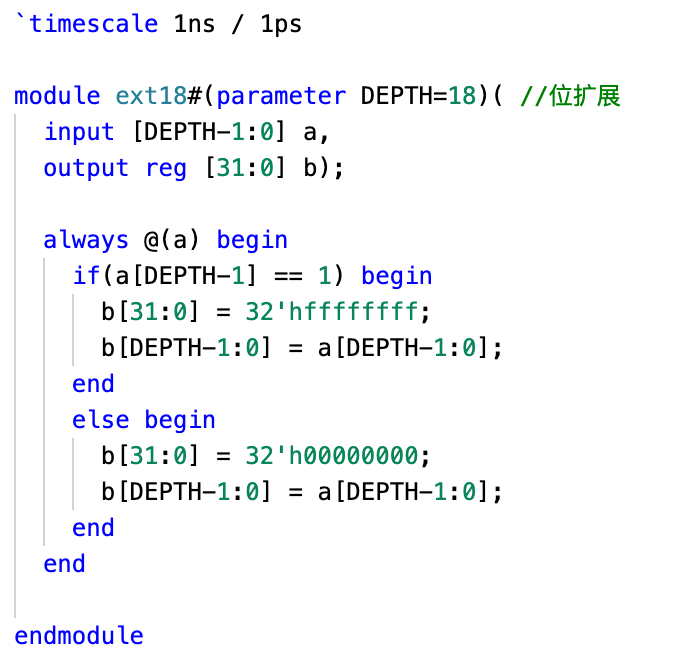 `timescale 1ns / 1ps
module ext18#(parameter DEPTH=18)( //位扩展
input [DEPTH-1:0] a,
output reg [31:0] b);
always @(a) begin
if(a[DEPTH-1] == 1) begin
b[31:0] = 32'hffffffff;
b[DEPTH-1:0] = a[DEPTH-1:0];
end
else begin
b[31:0] = 32'h00000000;
b[DEPTH-1:0] = a[DEPTH-1:0];
end
end
endmodule